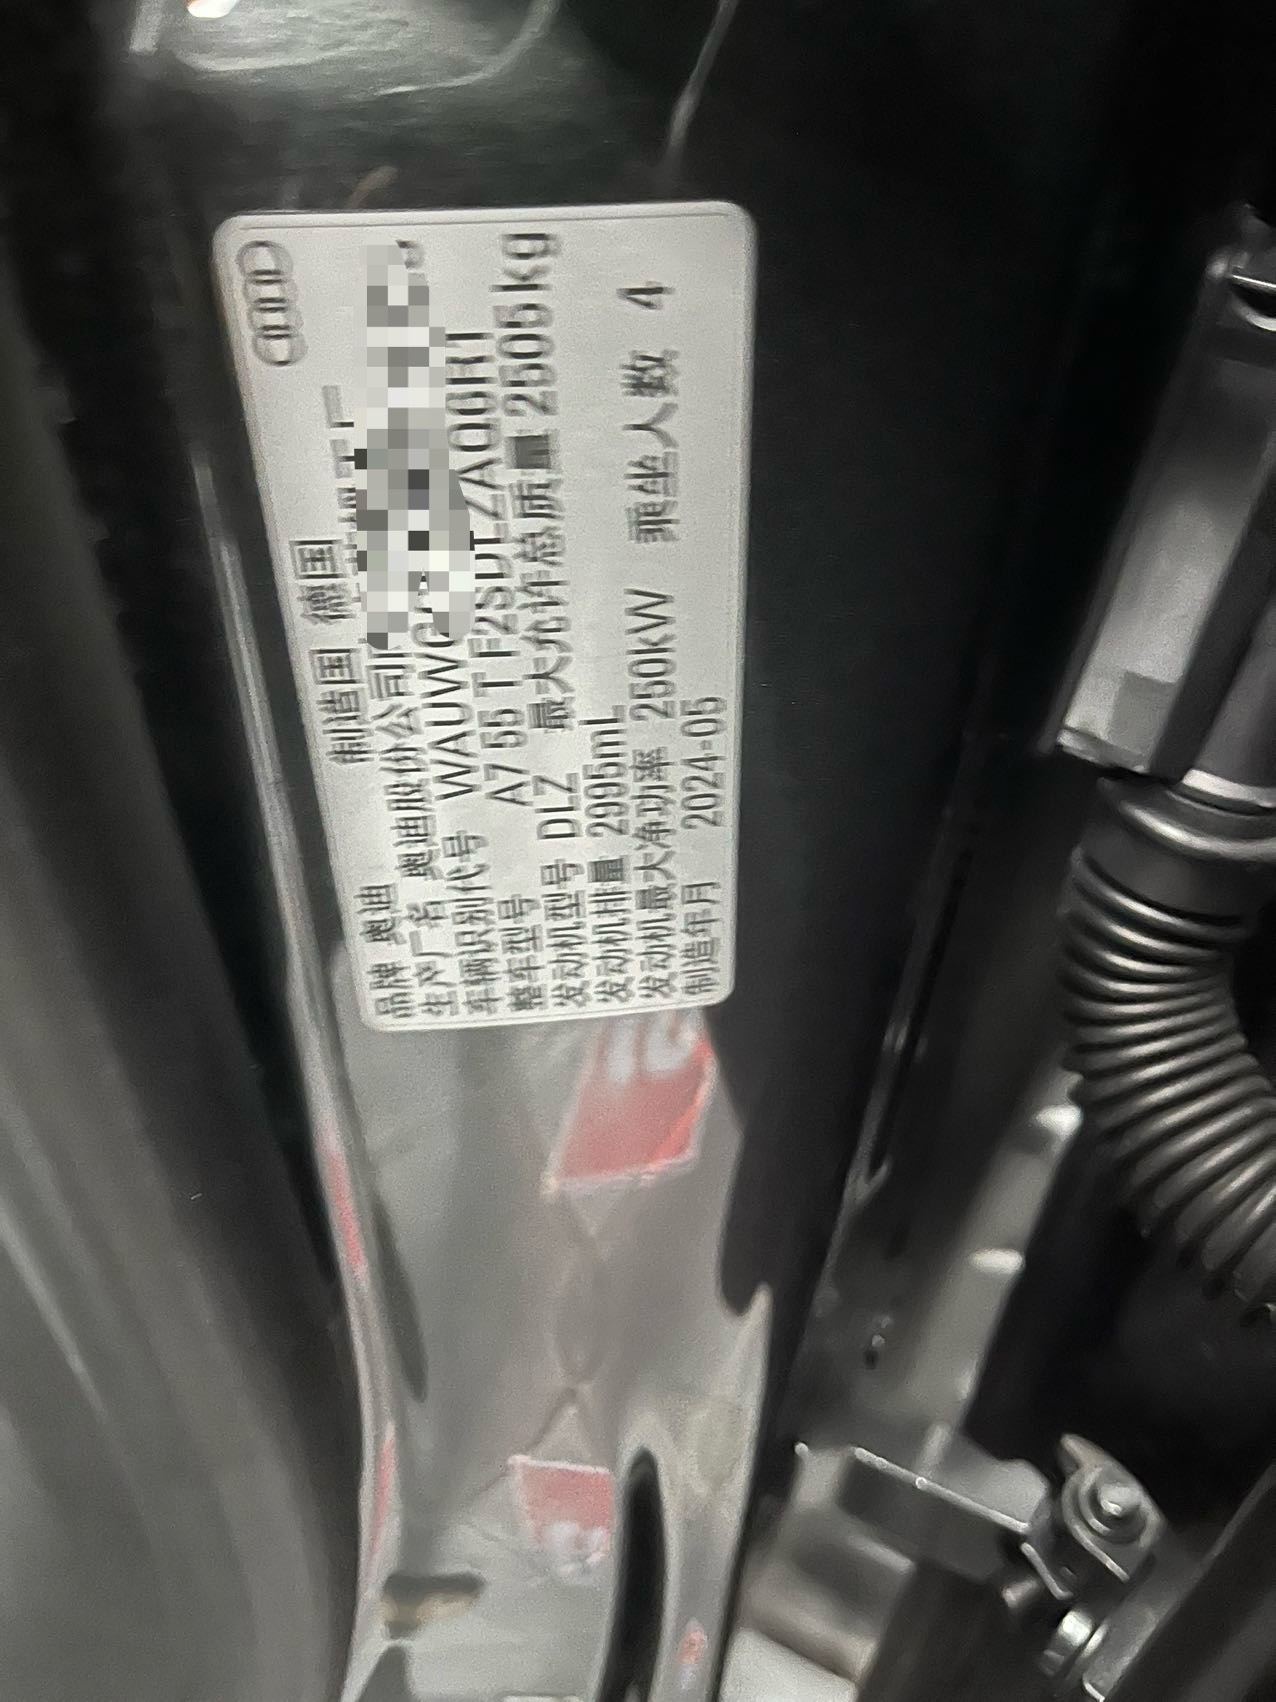 制造国 德国
品牌 奥迪
生产厂名 奥迪股份公司
车辆识别代号 WAUW
整车型号 A7 55 TF2SDLZAQ6R1
发动机型号 DLZ 最大允许总质量 2505kg
发动机排量 2995mL
发动机最大净功率 250kW 乘坐人数 4
制造年月 2024-05